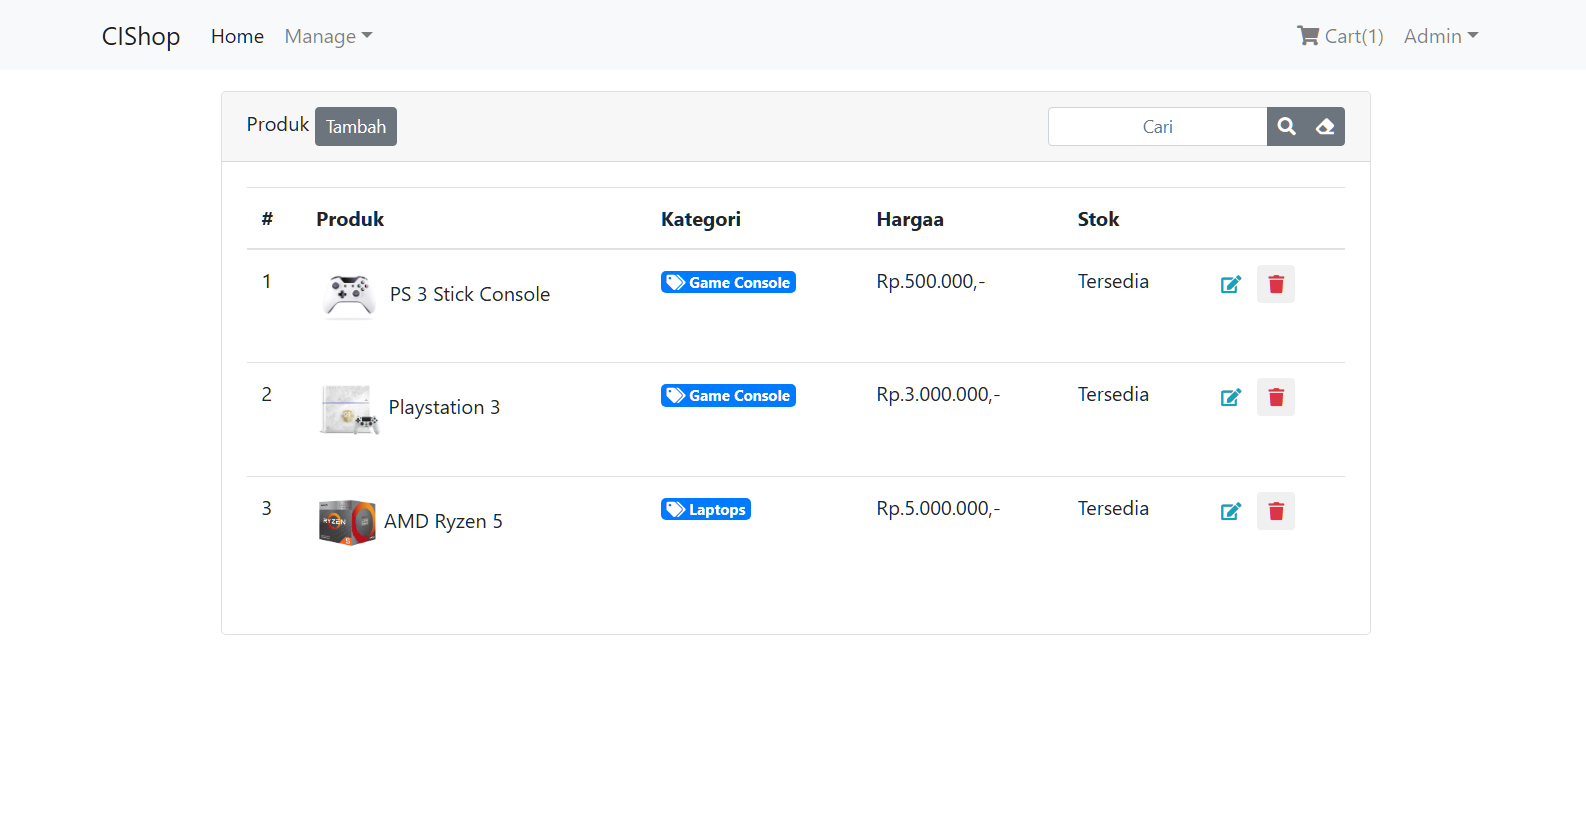 CIShop Home Manage Cart(1) Admin
Produk Tambah Cari
# Produk Kategori Hargaa Stok
1 PS 3 Stick Console Game Console Rp.500.000,- Tersedia
2 Playstation 3 Game Console Rp.3.000.000,- Tersedia
3 RYZEN AMD Ryzen 5 Laptops Rp.5.000.000,- Tersedia